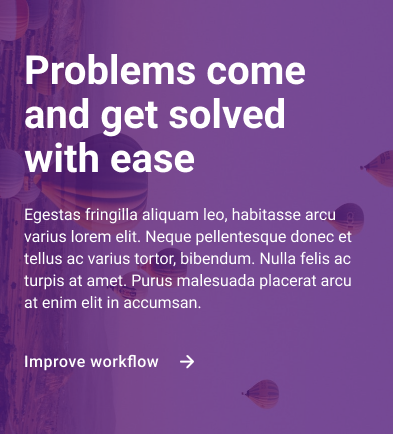 Problems come
and get solved
with ease
Egestas fringilla aliquam leo, habitasse arcu
varius lorem elit. Neque pellentesque donec et
tellus ac varius tortor, bibendum. Nulla felis ac
turpis at amet. Purus malesuada placerat arcu
at enim elit in accumsan.
Improve workflow →